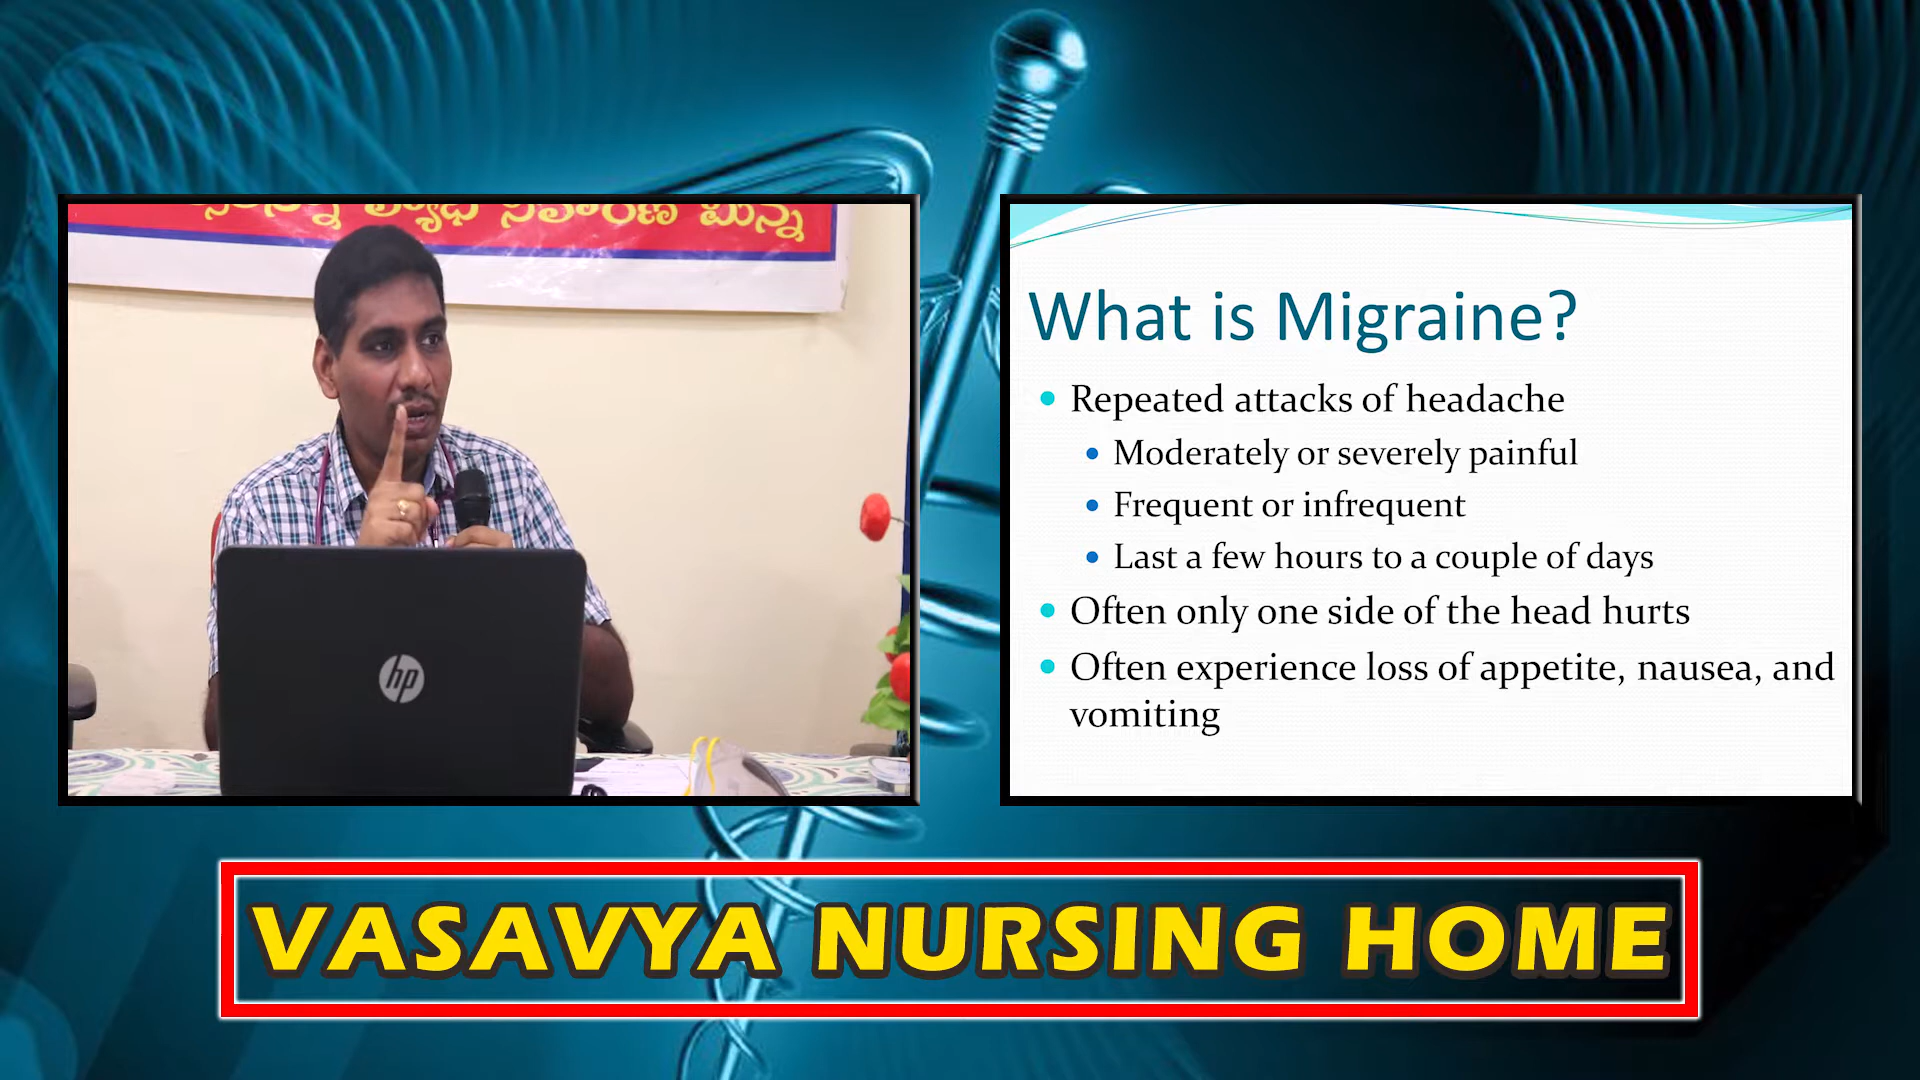 మిన్న
What is Migraine?
• Repeated attacks of headache
• Moderately or severely painful
• Frequent or infrequent
• Last a few hours to a couple of days
• Often only one side of the head hurts
• Often experience loss of appetite, nausea, and
vomiting
hp
VASAVYA NURSING HOME